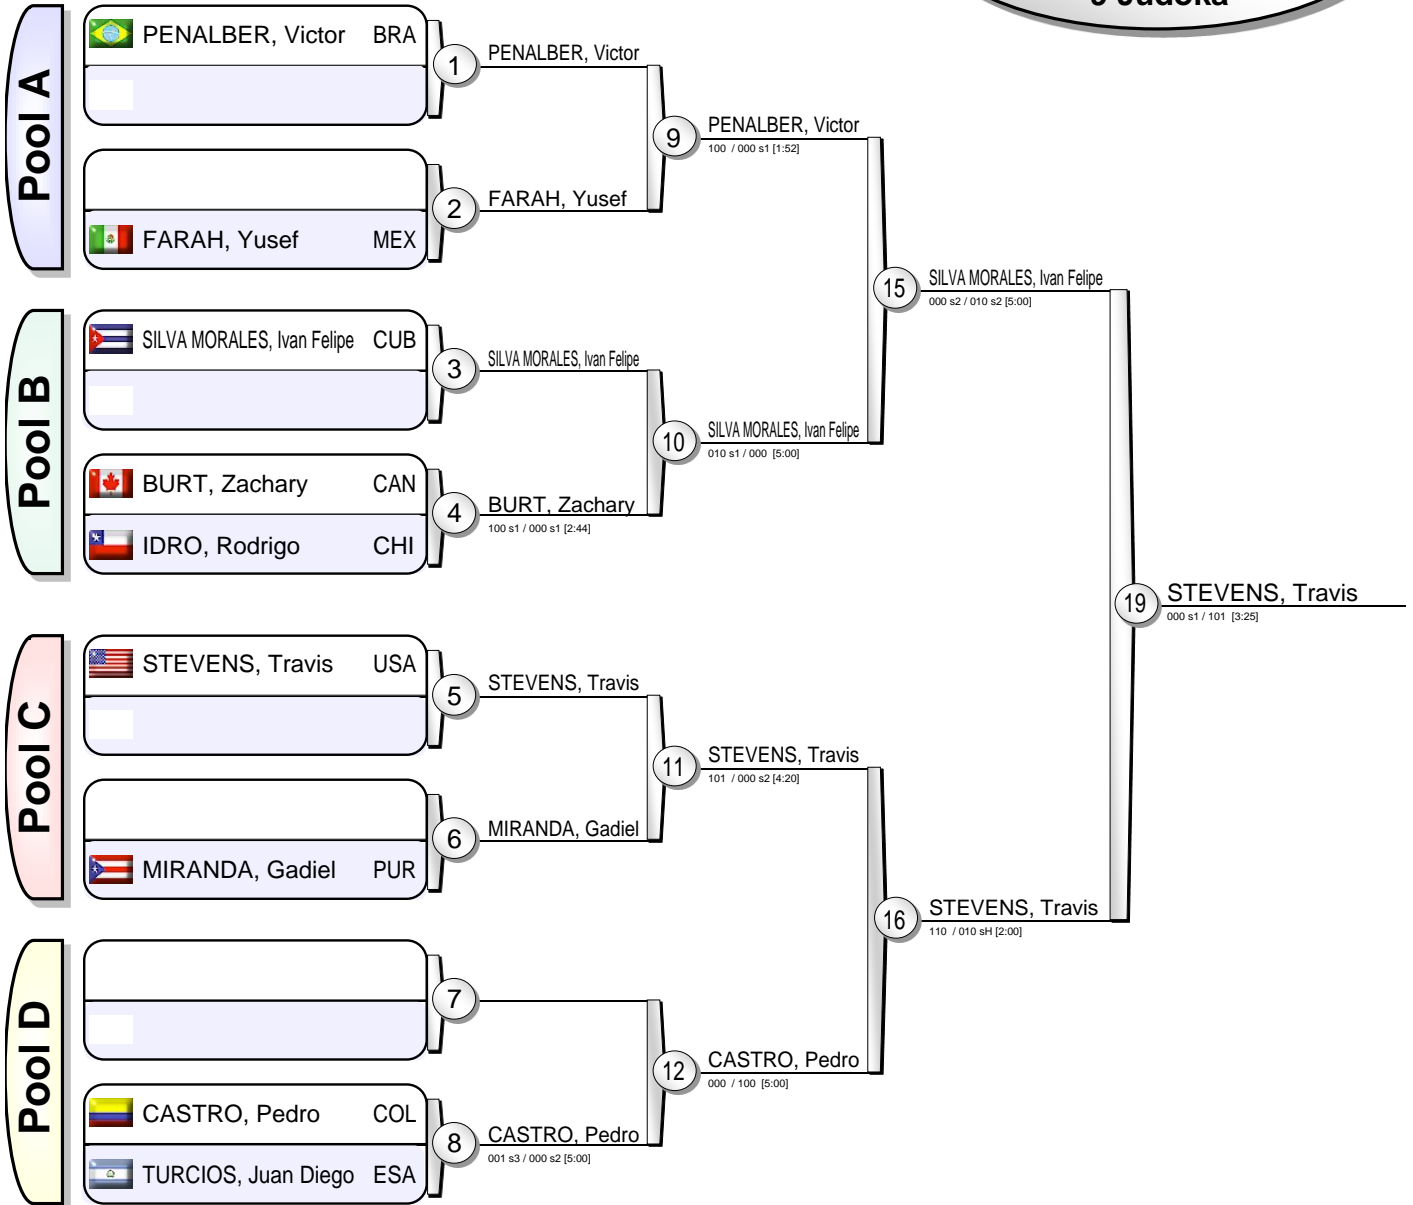 9 Judoka
Pool A
PENALBER, Victor BRA
FARAH, Yusef MEX
1
PENALBER, Victor
2
FARAH, Yusef
9
PENALBER, Victor
100 / 000 s1 [1:52]
Pool B
SILVA MORALES, Ivan Felipe CUB
BURT, Zachary CAN
IDRO, Rodrigo CHI
3
SILVA MORALES, Ivan Felipe
4
BURT, Zachary
100 s1 / 000 s1 [2:44]
10
SILVA MORALES, Ivan Felipe
010 s1 / 000 [5:00]
15
SILVA MORALES, Ivan Felipe
000 s2 / 010 s2 [5:00]
19
STEVENS, Travis
000 s1 / 101 [3:25]
Pool C
STEVENS, Travis USA
MIRANDA, Gadiel PUR
5
STEVENS, Travis
6
MIRANDA, Gadiel
11
STEVENS, Travis
101 / 000 s2 [4:20]
16
STEVENS, Travis
110 / 010 sH [2:00]
Pool D
CASTRO, Pedro COL
TURCIOS, Juan Diego ESA
7
8
CASTRO, Pedro
001 s3 / 000 s2 [5:00]
12
CASTRO, Pedro
000 / 100 [5:00]